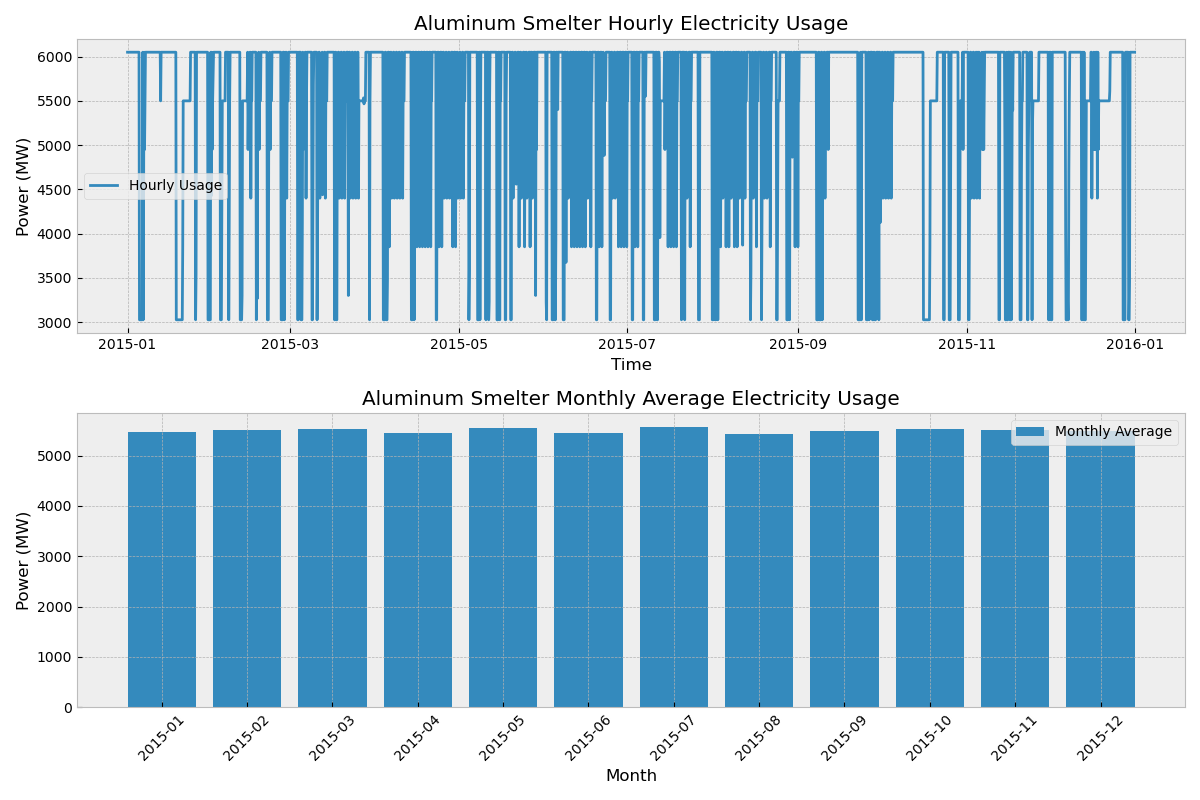 Aluminum Smelter Hourly Electricity Usage
Power (MW)
6000
5500
5000
4500
4000
3500
3000
Hourly Usage
2015-01 2015-03 2015-05 2015-07 2015-09 2015-11 2016-01
Time
Aluminum Smelter Monthly Average Electricity Usage
Power (MW)
5000
4000
3000
2000
1000
0
Monthly Average
2015-01 2015-02 2015-03 2015-04 2015-05 2015-06 2015-07 2015-08 2015-09 2015-10 2015-11 2015-12
Month